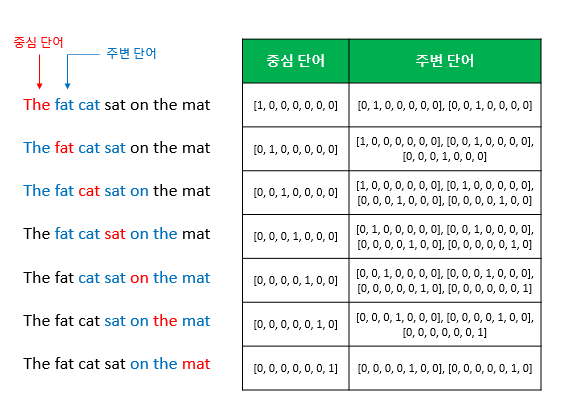 중심 단어
주변 단어
The fat cat sat on the mat
The fat cat sat on the mat
The fat cat sat on the mat
The fat cat sat on the mat
The fat cat sat on the mat
The fat cat sat on the mat
The fat cat sat on the mat
중심 단어 주변 단어
[1, 0, 0, 0, 0, 0, 0] [0, 1, 0, 0, 0, 0, 0], [0, 0, 1, 0, 0, 0, 0]
[0, 1, 0, 0, 0, 0, 0] [1, 0, 0, 0, 0, 0, 0], [0, 0, 1, 0, 0, 0, 0],
[0, 0, 0, 1, 0, 0, 0]
[0, 0, 1, 0, 0, 0, 0] [1, 0, 0, 0, 0, 0, 0], [0, 1, 0, 0, 0, 0, 0],
[0, 0, 0, 1, 0, 0, 0], [0, 0, 0, 0, 1, 0, 0]
[0, 0, 0, 1, 0, 0, 0] [0, 1, 0, 0, 0, 0, 0], [0, 0, 1, 0, 0, 0, 0],
[0, 0, 0, 0, 1, 0, 0], [0, 0, 0, 0, 0, 1, 0]
[0, 0, 0, 0, 1, 0, 0] [0, 0, 1, 0, 0, 0, 0], [0, 0, 0, 1, 0, 0, 0],
[0, 0, 0, 0, 0, 1, 0], [0, 0, 0, 0, 0, 0, 1]
[0, 0, 0, 0, 0, 1, 0] [0, 0, 0, 1, 0, 0, 0], [0, 0, 0, 0, 1, 0, 0],
[0, 0, 0, 0, 0, 0, 1]
[0, 0, 0, 0, 0, 0, 1] [0, 0, 0, 0, 1, 0, 0], [0, 0, 0, 0, 0, 1, 0]